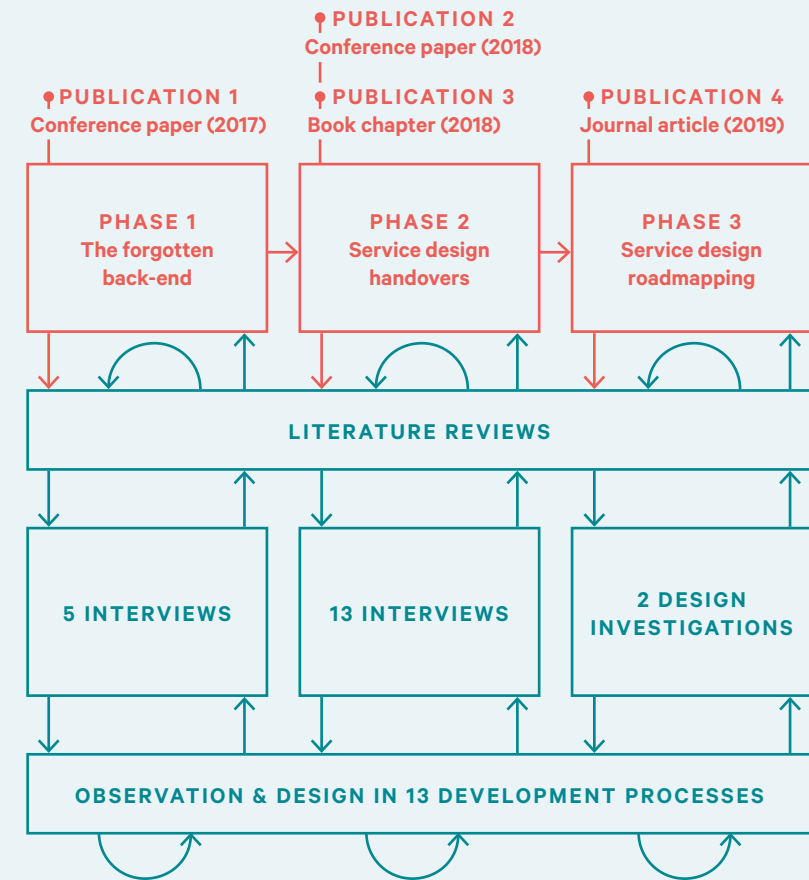 PUBLICATION 2
Conference paper (2018)
PUBLICATION 1
Conference paper (2017)
PUBLICATION 3
Book chapter (2018)
PUBLICATION 4
Journal article (2019)
PHASE 1
The forgotten
back-end
PHASE 2
Service design
handovers
PHASE 3
Service design
roadmapping
LITERATURE REVIEWS
5 INTERVIEWS
13 INTERVIEWS
2 DESIGN
INVESTIGATIONS
OBSERVATION & DESIGN IN 13 DEVELOPMENT PROCESSES